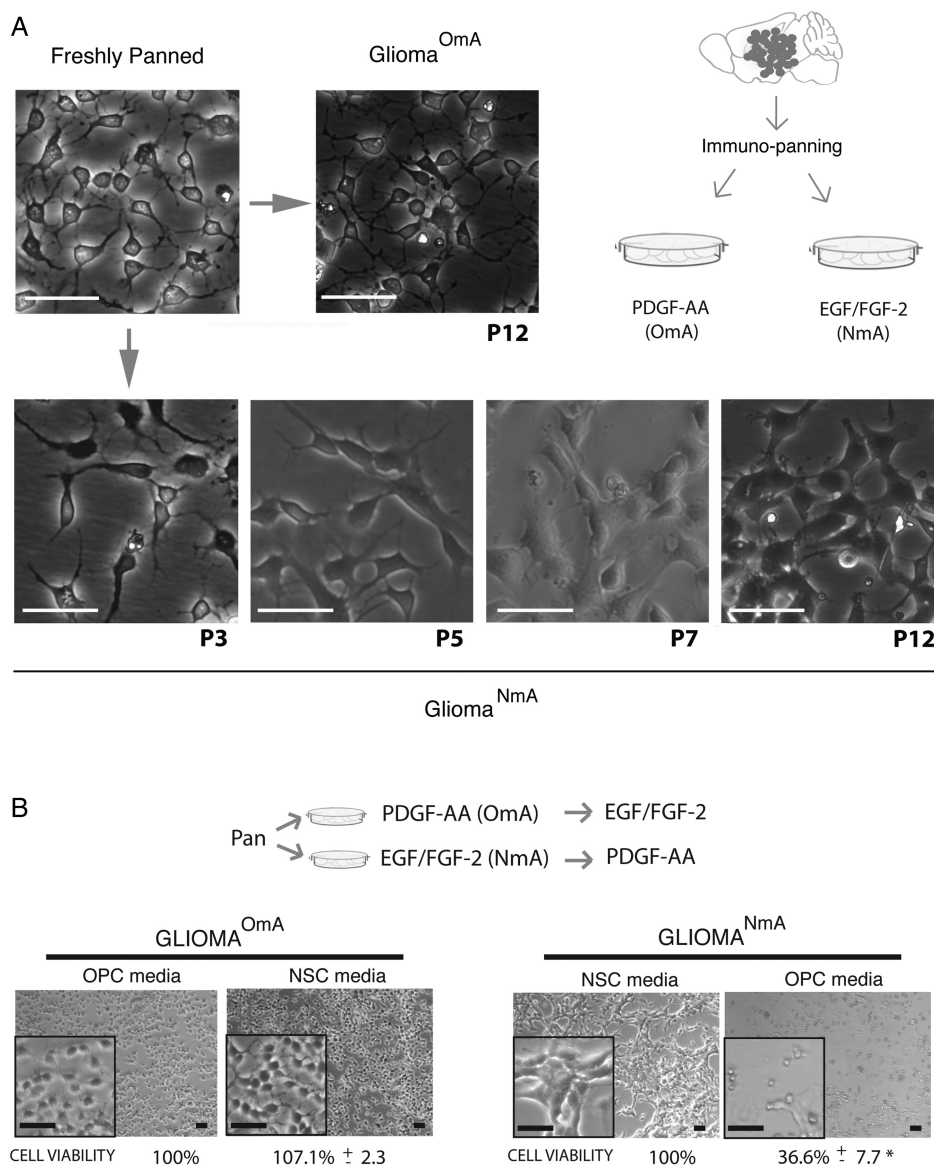 A
Freshly Panned
Glioma^OmA
Immuno-panning
PDGF-AA
(OmA)
EGF/FGF-2
(NmA)
P12
P3
P5
P7
P12
Glioma^NmA
B
Pan
PDGF-AA (OmA)
EGF/FGF-2
EGF/FGF-2 (NmA)
PDGF-AA
GLIOMA^OmA
OPC media
NSC media
CELL VIABILITY 100% 107.1% ± 2.3
GLIOMA^NmA
NSC media
OPC media
CELL VIABILITY 100% 36.6% ± 7.7 *